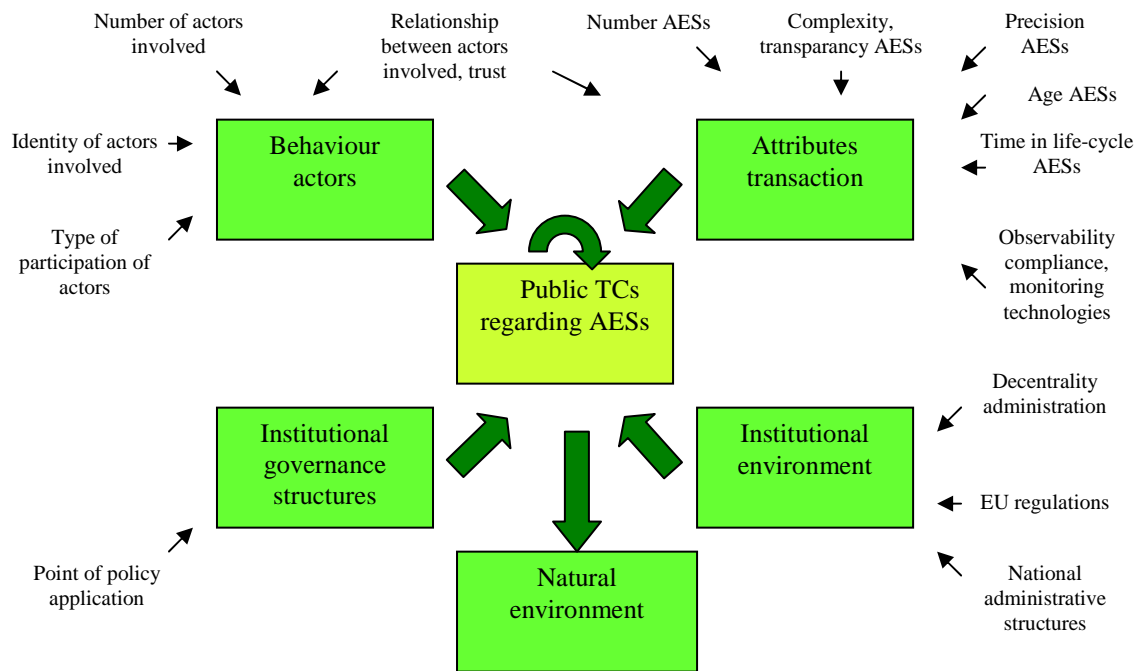 Number of actors
involved
Relationship
between actors
involved, trust
Number AESs
Complexity,
transparancy AESs
Precision
AESs
Age AESs
Identity of actors
involved
Behaviour
actors
Attributes
transaction
Time in life-cycle
AESs
Type of
participation of
actors
Observability
compliance,
monitoring
technologies
Public TCs
regarding AESs
Decentrality
administration
Institutional
governance
structures
Institutional
environment
EU regulations
Point of policy
application
Natural
environment
National
administrative
structures